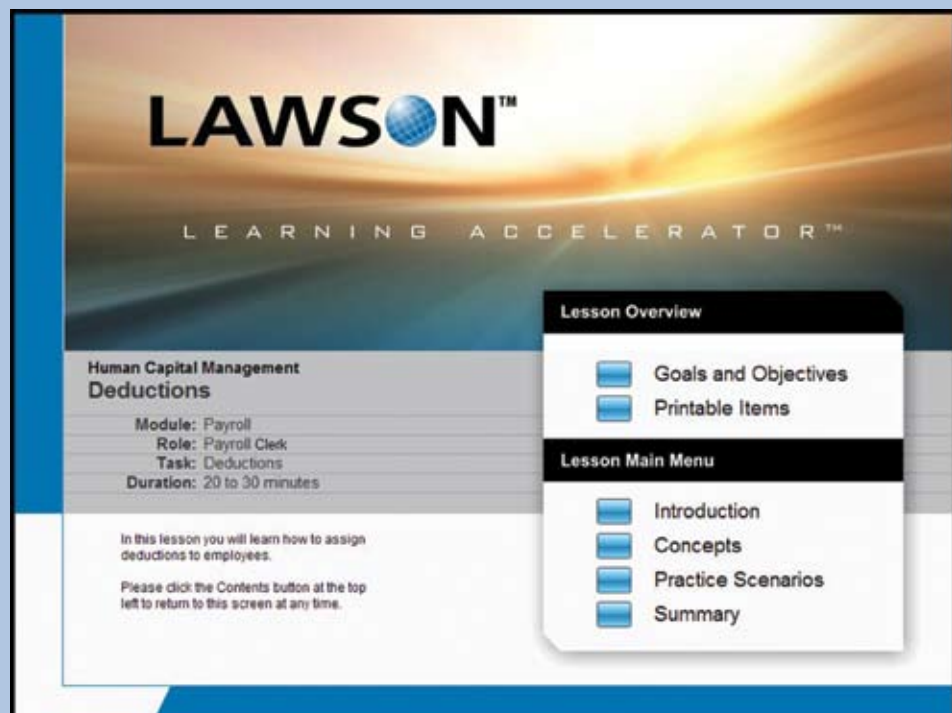 LAWSON™
LEARNING ACCELERATOR™
Human Capital Management
Deductions
Module: Payroll
Role: Payroll Clerk
Task: Deductions
Duration: 20 to 30 minutes
In this lesson you will learn how to assign
deductions to employees.
Please click the Contents button at the top
left to return to this screen at any time.
Lesson Overview
Goals and Objectives
Printable Items
Lesson Main Menu
Introduction
Concepts
Practice Scenarios
Summary